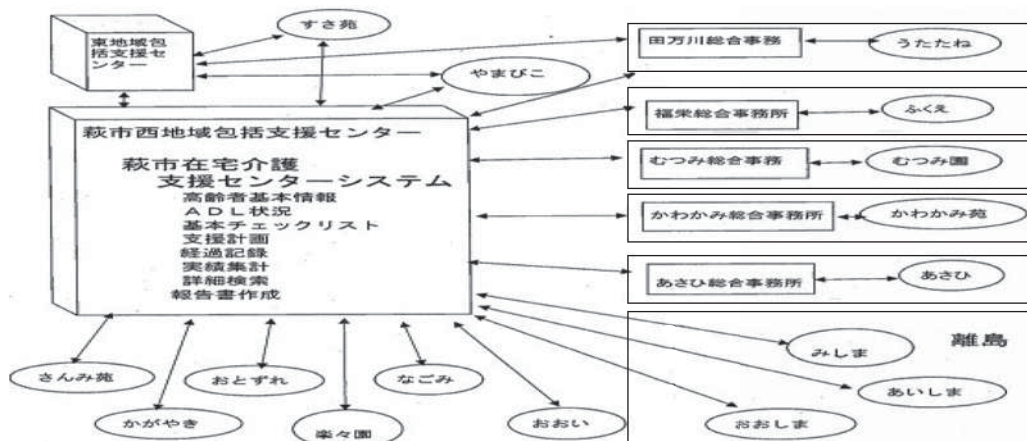 東地域包
括支援セ
ンター
すさ苑
やまびこ
田万川総合事務
うたたね
福栄総合事務所
ふくえ
むつみ総合事務
むつみ園
かわかみ総合事務所
かわかみ苑
あさひ総合事務所
あさひ
萩市西地域包括支援センター
萩市在宅介護
支援センターシステム
高齢者基本情報
ＡＤＬ状況
基本チェックリスト
支援計画
経過記録
実績集計
詳細検索
報告書作成
離島
みしま
あいしま
おおしま
さんみ苑
かがやき
おとずれ
楽々園
なごみ
おおい